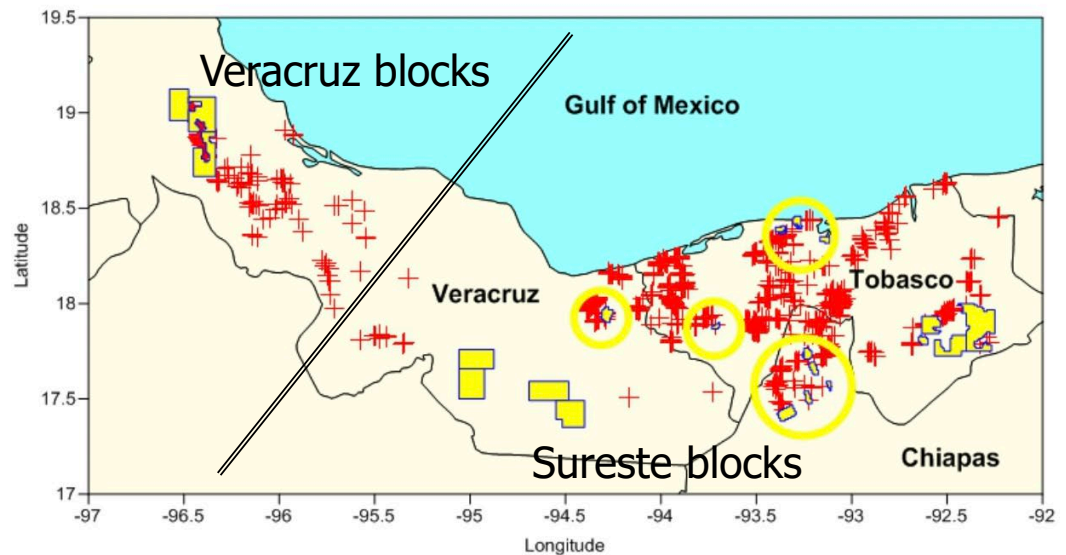 19.5
Veracruz blocks
Gulf of Mexico
19
18.5
Latitude
Tobasco
Veracruz
18
17.5
Sureste blocks
Chiapas
17
-97 -96.5 -96 -95.5 -95 -94.5 -94 -93.5 -93 -92.5 -92
Longitude